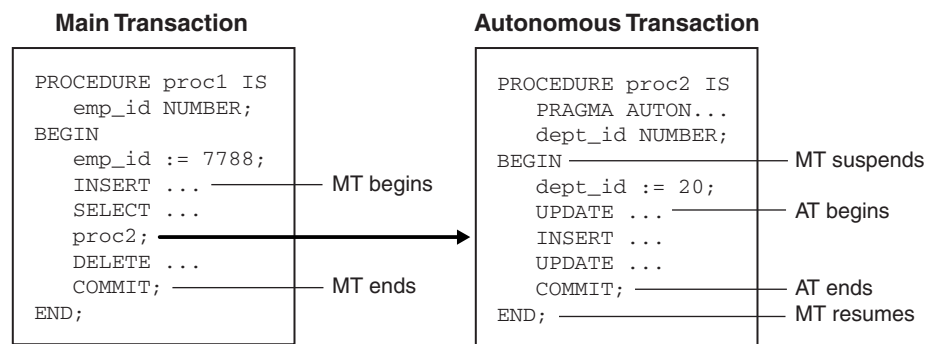 Main Transaction
PROCEDURE proc1 IS
emp_id NUMBER;
BEGIN
emp_id := 7788;
INSERT ...
MT begins
SELECT ...
proc2;
DELETE ...
COMMIT;
MT ends
END;
Autonomous Transaction
PROCEDURE proc2 IS
PRAGMA AUTON...
dept_id NUMBER;
BEGIN
MT suspends
dept_id := 20;
UPDATE ...
AT begins
INSERT ...
UPDATE ...
COMMIT;
AT ends
END;
MT resumes